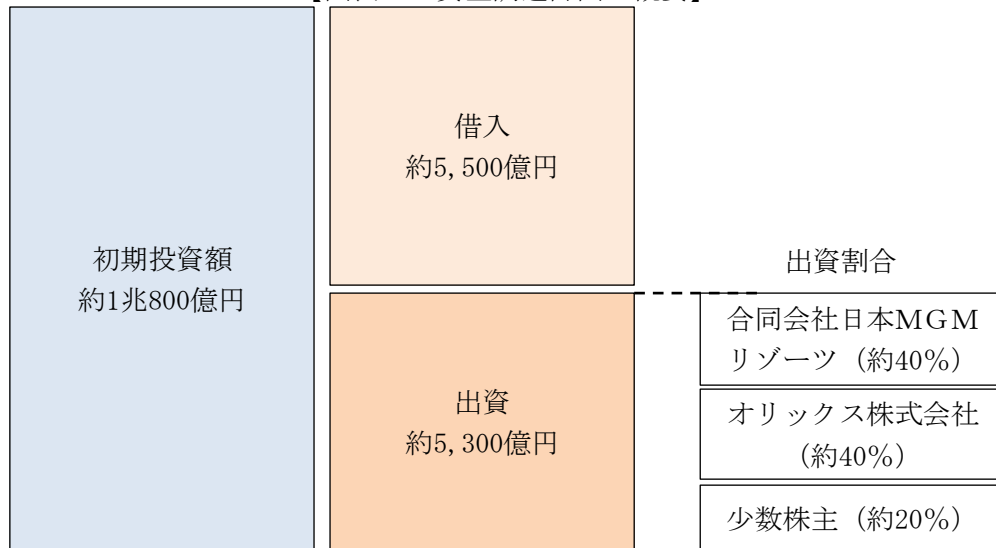 初期投資額
約1兆800億円
借入
約5,500億円
出資
約5,300億円
出資割合
合同会社日本MGM
リゾーツ（約40%）
オリックス株式会社
（約40%）
少数株主（約20%）